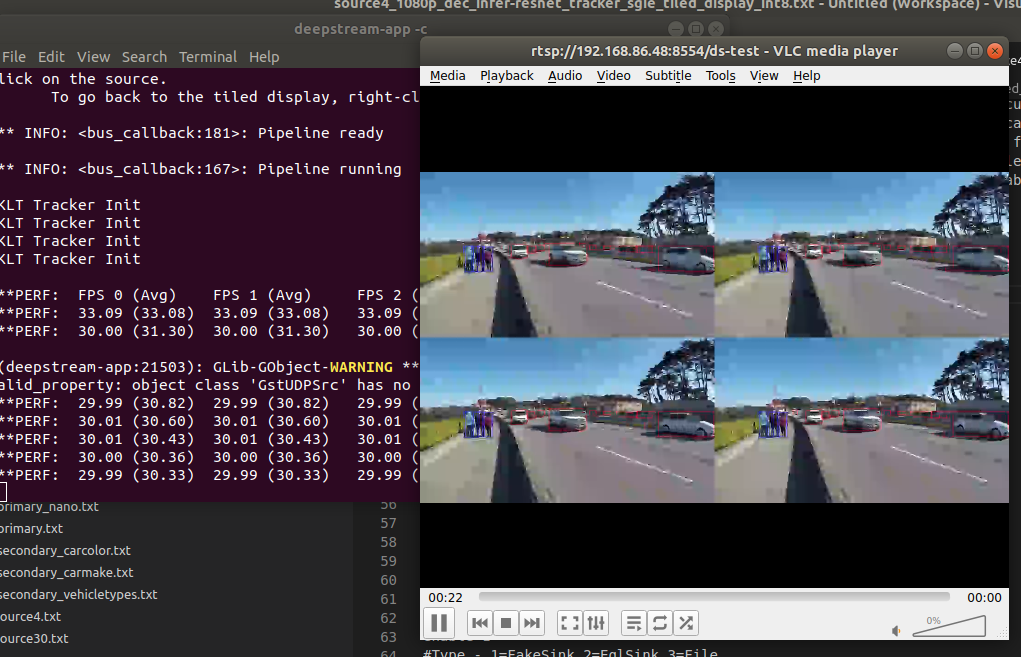 source4_1080p_dec_infer-resnet_tracker_sgie_tiled_display_int8.txt - Untitled (Workspace) - Visu
deepstream-app -c
File Edit View Search Terminal Help
lick on the source.
To go back to the tiled display, right-cl
** INFO: <bus_callback:181>: Pipeline ready
** INFO: <bus_callback:167>: Pipeline running
KLT Tracker Init
KLT Tracker Init
KLT Tracker Init
KLT Tracker Init
**PERF: FPS 0 (Avg) FPS 1 (Avg) FPS 2 (
**PERF: 33.09 (33.08) 33.09 (33.08) 33.09 (
**PERF: 30.00 (31.30) 30.00 (31.30) 30.00 (
(deepstream-app:21503): GLib-GObject-WARNING **
alid_property: object class 'GstUDPSrc' has no
**PERF: 29.99 (30.82) 29.99 (30.82) 29.99 (
**PERF: 30.01 (30.60) 30.01 (30.60) 30.01 (
**PERF: 30.01 (30.43) 30.01 (30.43) 30.01 (
**PERF: 30.00 (30.36) 30.00 (30.36) 30.00 (
**PERF: 29.99 (30.33) 29.99 (30.33) 29.99 (
primary_nano.txt
primary.txt
secondary_carcolor.txt
secondary_carmake.txt
secondary_vehicletypes.txt
ource4.txt
ource30.txt
56
57
58
59
60
61
62
63
64
#Type - 1=FakeSink 2=EglSink 3=File
rtsp://192.168.86.48:8554/ds-test - VLC media player
Media Playback Audio Video Subtitle Tools View Help
00:22
00:00
0%